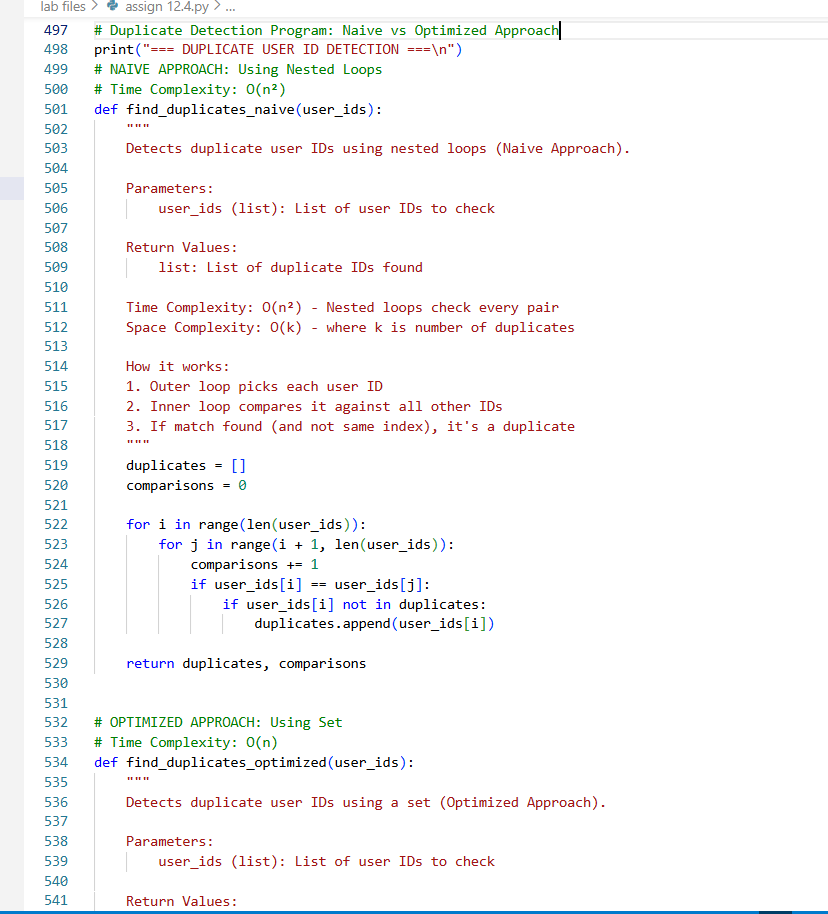 lab files > assign 12.4.py > ...
497 # Duplicate Detection Program: Naive vs Optimized Approach
498 print("=== DUPLICATE USER ID DETECTION ===\n")
499 # NAIVE APPROACH: Using Nested Loops
500 # Time Complexity: O(n²)
501 def find_duplicates_naive(user_ids):
502     """
503     Detects duplicate user IDs using nested loops (Naive Approach).
504
505     Parameters:
506         user_ids (list): List of user IDs to check
507
508     Return Values:
509         list: List of duplicate IDs found
510
511     Time Complexity: O(n²) - Nested loops check every pair
512     Space Complexity: O(k) - where k is number of duplicates
513
514     How it works:
515     1. Outer loop picks each user ID
516     2. Inner loop compares it against all other IDs
517     3. If match found (and not same index), it's a duplicate
518     """
519     duplicates = []
520     comparisons = 0
521
522     for i in range(len(user_ids)):
523         for j in range(i + 1, len(user_ids)):
524             comparisons += 1
525             if user_ids[i] == user_ids[j]:
526                 if user_ids[i] not in duplicates:
527                     duplicates.append(user_ids[i])
528
529     return duplicates, comparisons
530
531
532 # OPTIMIZED APPROACH: Using Set
533 # Time Complexity: O(n)
534 def find_duplicates_optimized(user_ids):
535     """
536     Detects duplicate user IDs using a set (Optimized Approach).
537
538     Parameters:
539         user_ids (list): List of user IDs to check
540
541     Return Values: